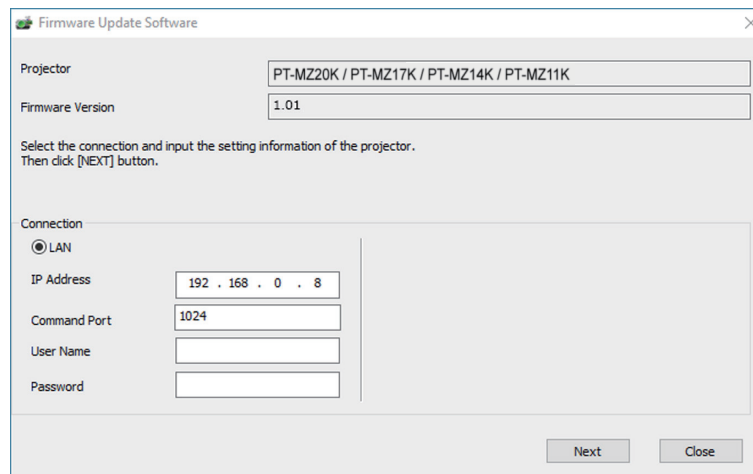 Firmware Update Software
Projector PT-MZ20K / PT-MZ17K / PT-MZ14K / PT-MZ11K
Firmware Version 1.01
Select the connection and input the setting information of the projector.
Then click [NEXT] button.
Connection
LAN
IP Address 192 . 168 . 0 . 8
Command Port 1024
User Name
Password
Next Close